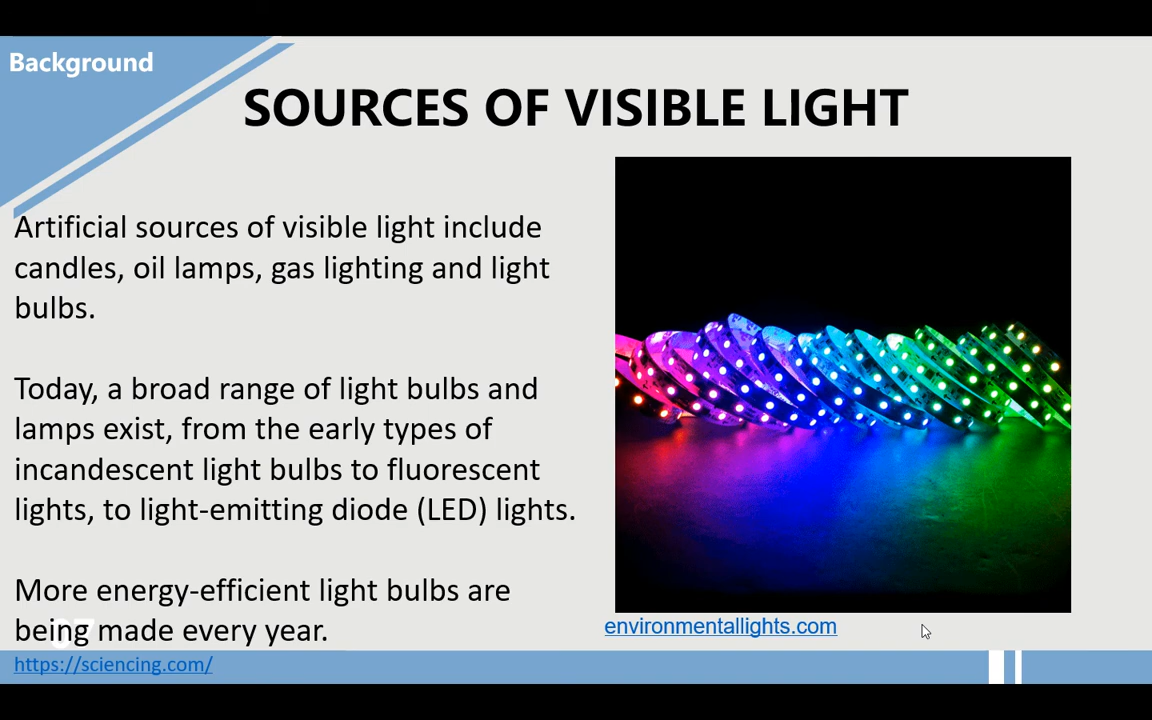 Background
SOURCES OF VISIBLE LIGHT
Artificial sources of visible light include
candles, oil lamps, gas lighting and light
bulbs.
Today, a broad range of light bulbs and
lamps exist, from the early types of
incandescent light bulbs to fluorescent
lights, to light-emitting diode (LED) lights.
More energy-efficient light bulbs are
being made every year.
environmentallights.com
https://sciencing.com/